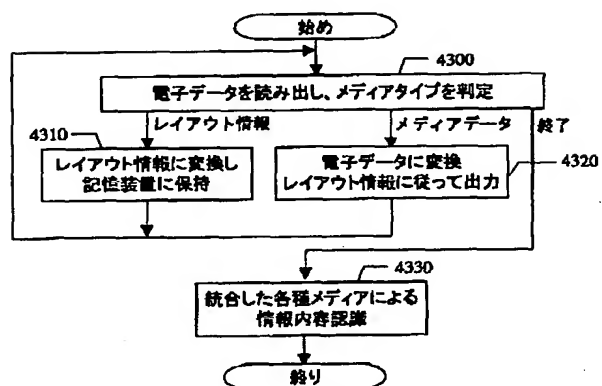 始め
4300
電子データを読み出し、メディアタイプを判定
レイアウト情報
メディアデータ
終了
4310
レイアウト情報に変換し
記憶装置に保持
電子データに変換
レイアウト情報に従って出力
4320
4330
統合した各種メディアによる
情報内容認識
終り